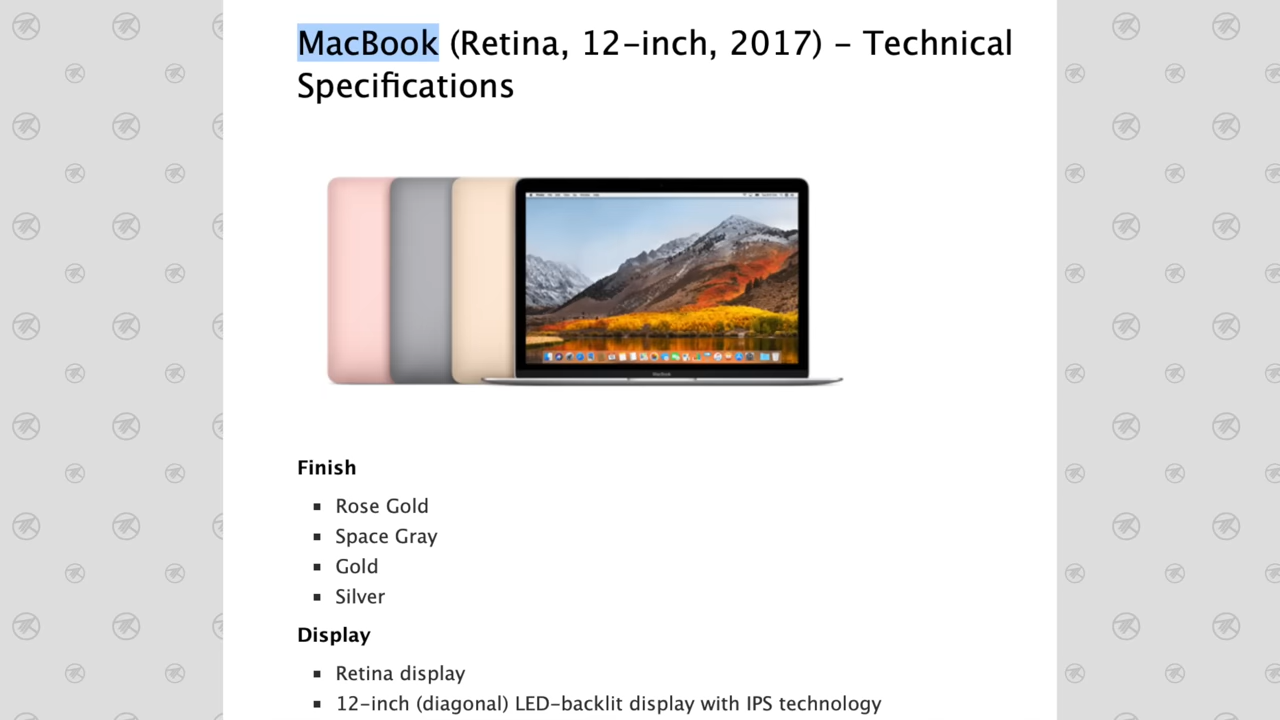 MacBook (Retina, 12-inch, 2017) - Technical
Specifications
MacBook
Finish
Rose Gold
Space Gray
Gold
Silver
Display
Retina display
12-inch (diagonal) LED-backlit display with IPS technology